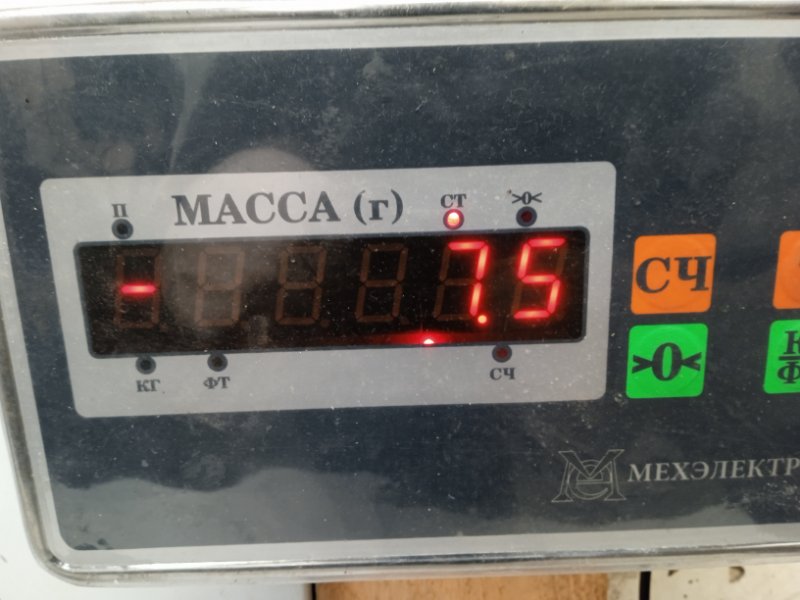 П МАССА (г) СТ >0<
- 7.5
КГ ФТ СЧ
СЧ
>0<
МЕХЭЛЕКТР